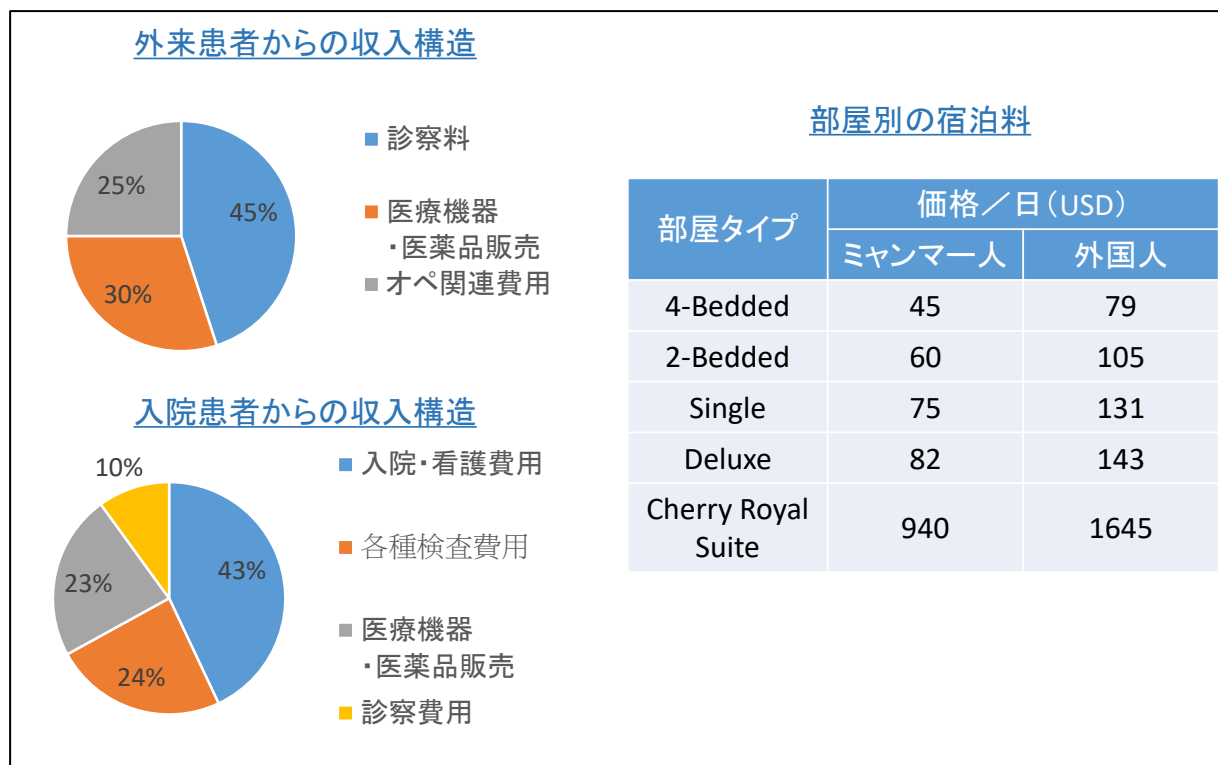 外来患者からの収入構造
25%
45%
30%
診察料
医療機器
・医薬品販売
オペ関連費用
入院患者からの収入構造
10%
43%
23%
24%
入院・看護費用
各種検査費用
医療機器
・医薬品販売
診察費用
部屋別の宿泊料
部屋タイプ
価格／日（USD）
ミャンマー人 外国人
4-Bedded 45 79
2-Bedded 60 105
Single 75 131
Deluxe 82 143
Cherry Royal
Suite
940 1645